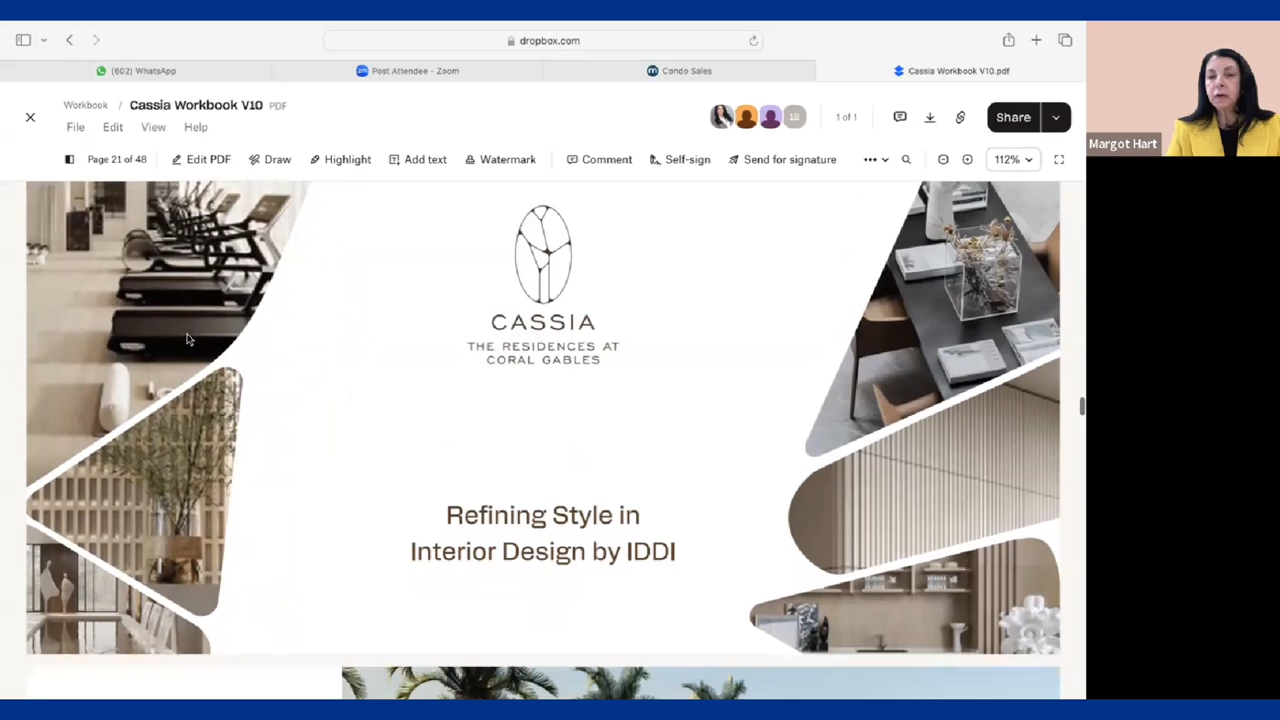 dropbox.com
(602) WhatsApp
zm
Post Attendee - Zoom
Condo Sales
Cassia Workbook V10.pdf
Workbook / Cassia Workbook V10 PDF
18
1 of 1
Share
File Edit View Help
Page 21 of 48
Edit PDF
Draw
Highlight
Add text
Watermark
Comment
Self-sign
Send for signature
112%
Margot Hart
CASSIA
THE RESIDENCES AT
CORAL GABLES
Refining Style in
Interior Design by IDDI